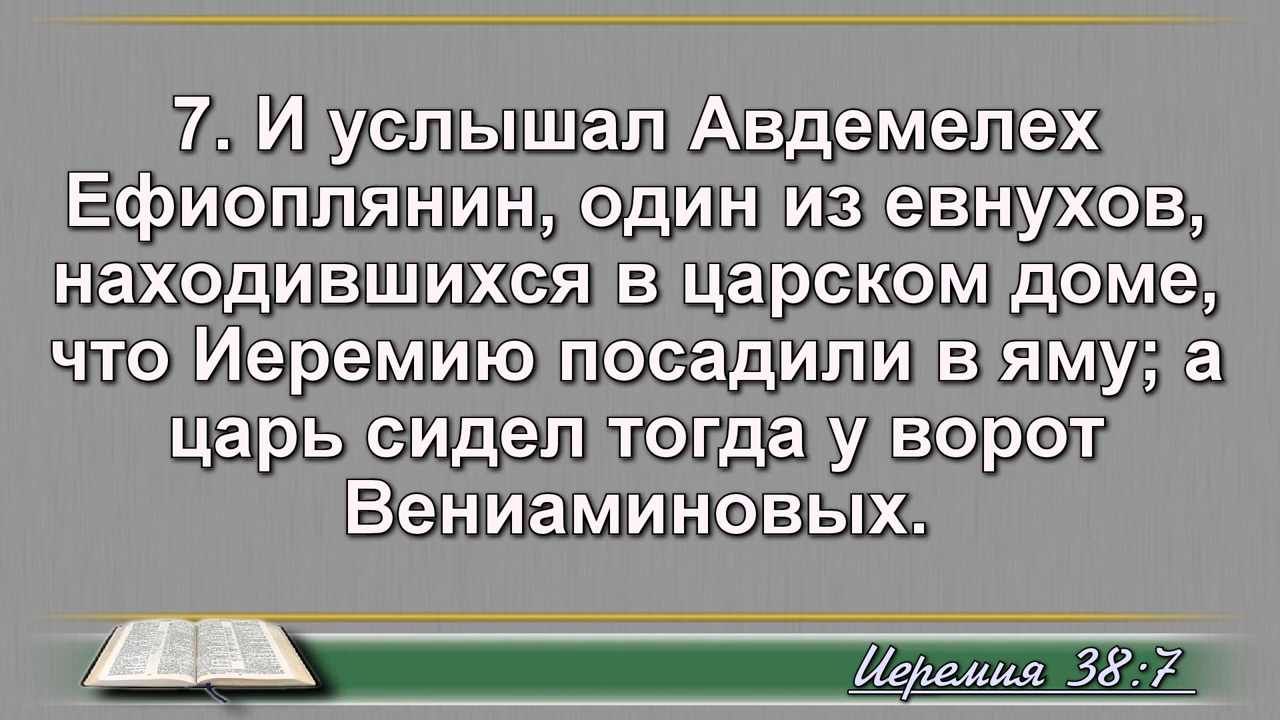 7. И услышал Авдемелех
Ефиоплянин, один из евнухов,
находившихся в царском доме,
что Иеремию посадили в яму; а
царь сидел тогда у ворот
Вениаминовых.
Иеремия 38:7